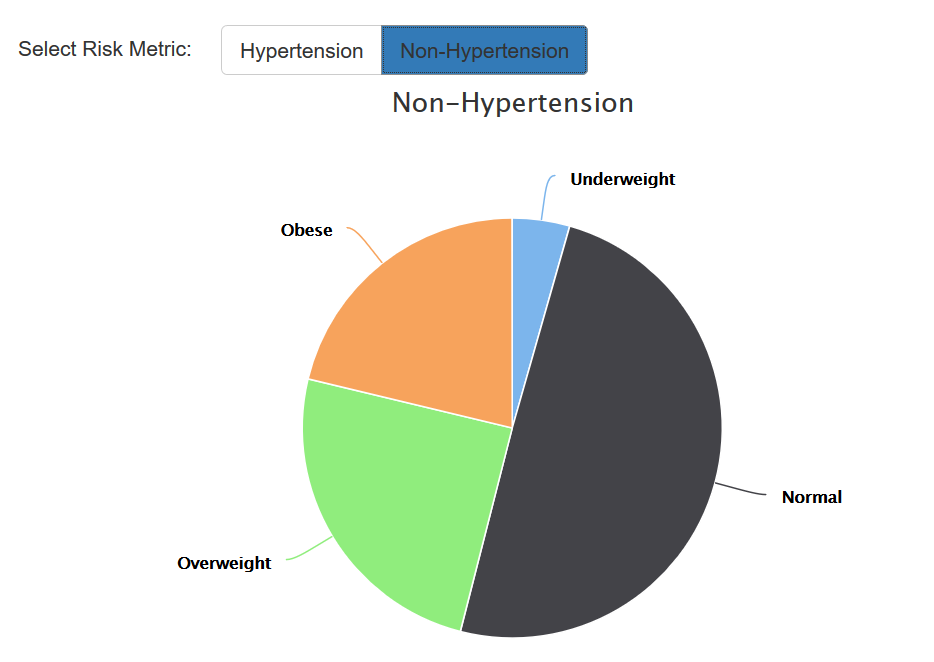 Select Risk Metric: Hypertension Non-Hypertension
Non-Hypertension
Underweight
Obese
Normal
Overweight